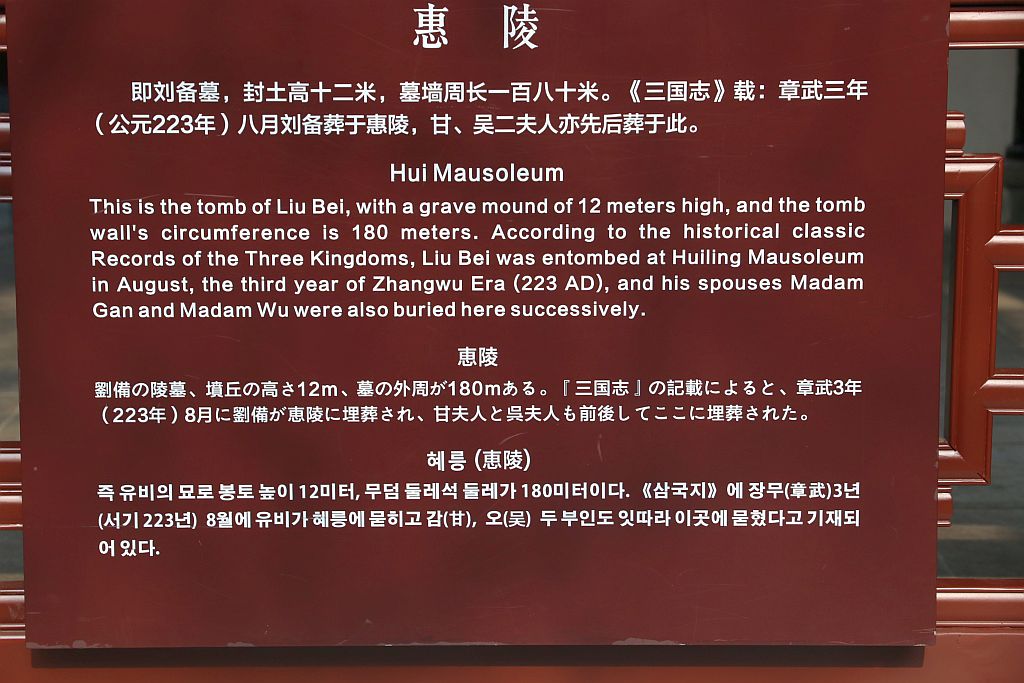 惠 陵
即刘备墓，封土高十二米，墓墙周长一百八十米。《三国志》载：章武三年
（公元223年）八月刘备葬于惠陵，甘、吴二夫人亦先后葬于此。
Hui Mausoleum
This is the tomb of Liu Bei, with a grave mound of 12 meters high, and the tomb
wall's circumference is 180 meters. According to the historical classic
Records of the Three Kingdoms, Liu Bei was entombed at Huiling Mausoleum
in August, the third year of Zhangwu Era (223 AD), and his spouses Madam
Gan and Madam Wu were also buried here successively.
恵陵
劉備の陵墓、墳丘の高さ12m、墓の外周が180mある。『三国志』の記載によると、章武3年
（223年）8月に劉備が恵陵に埋葬され、甘夫人と呉夫人も前後してここに埋葬された。
혜릉 (惠陵)
즉 유비의 묘로 봉토 높이 12미터, 무덤 둘레석 둘레가 180미터이다.《삼국지》에 장무(章武)3년
(서기 223년) 8월에 유비가 혜릉에 묻히고 감(甘), 오(吴) 두 부인도 잇따라 이곳에 묻혔다고 기재되
어 있다.